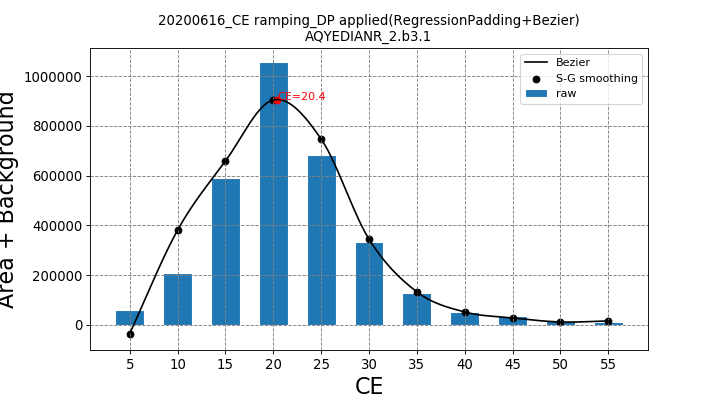 20200616_CE ramping_DP applied(RegressionPadding+Bezier)
AQYEDIANR_2.b3.1
Area + Background
1000000
800000
600000
400000
200000
0
CE=20.4
Bezier
S-G smoothing
raw
5 10 15 20 25 30 35 40 45 50 55
CE